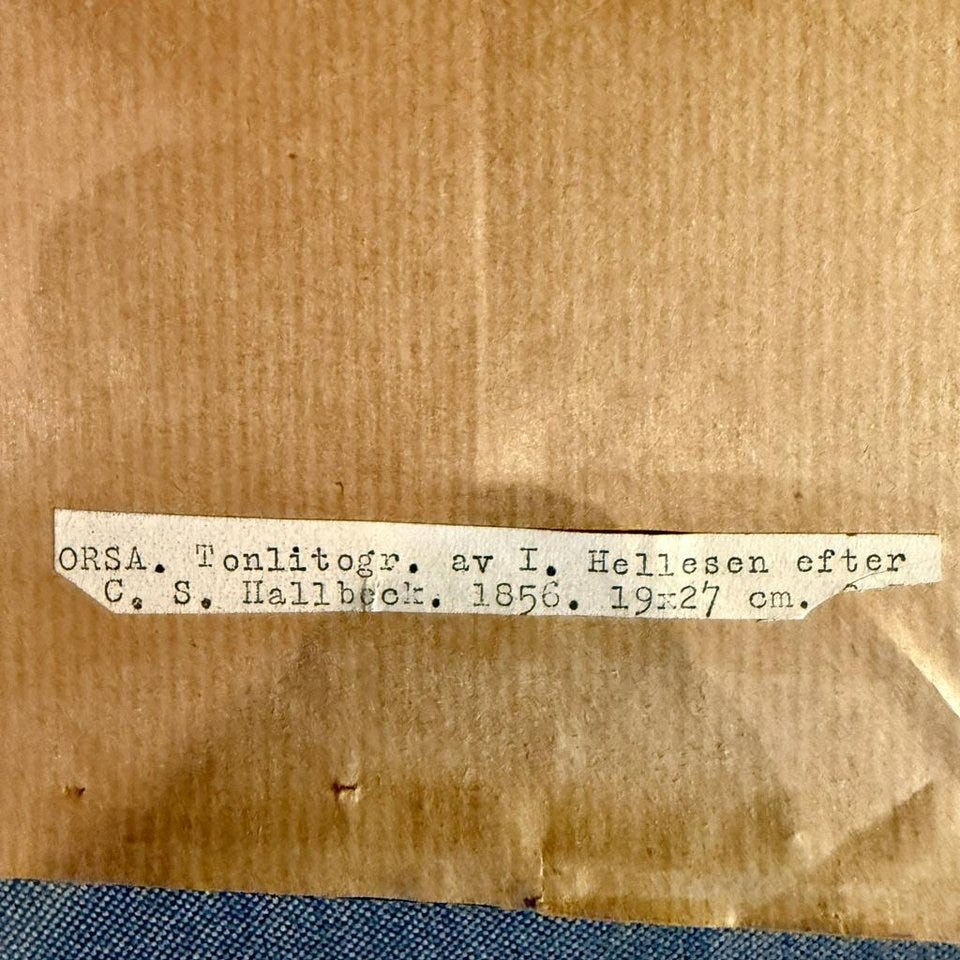 ORSA. Tonlitogr. av I. Hellesen efter
C. S. Hallbeck. 1856. 19x27 cm.